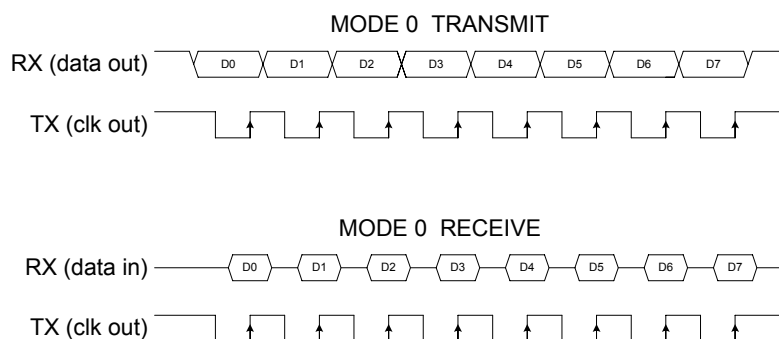 MODE 0 TRANSMIT
RX (data out) D0 D1 D2 D3 D4 D5 D6 D7
TX (clk out)
MODE 0 RECEIVE
RX (data in) D0 D1 D2 D3 D4 D5 D6 D7
TX (clk out)